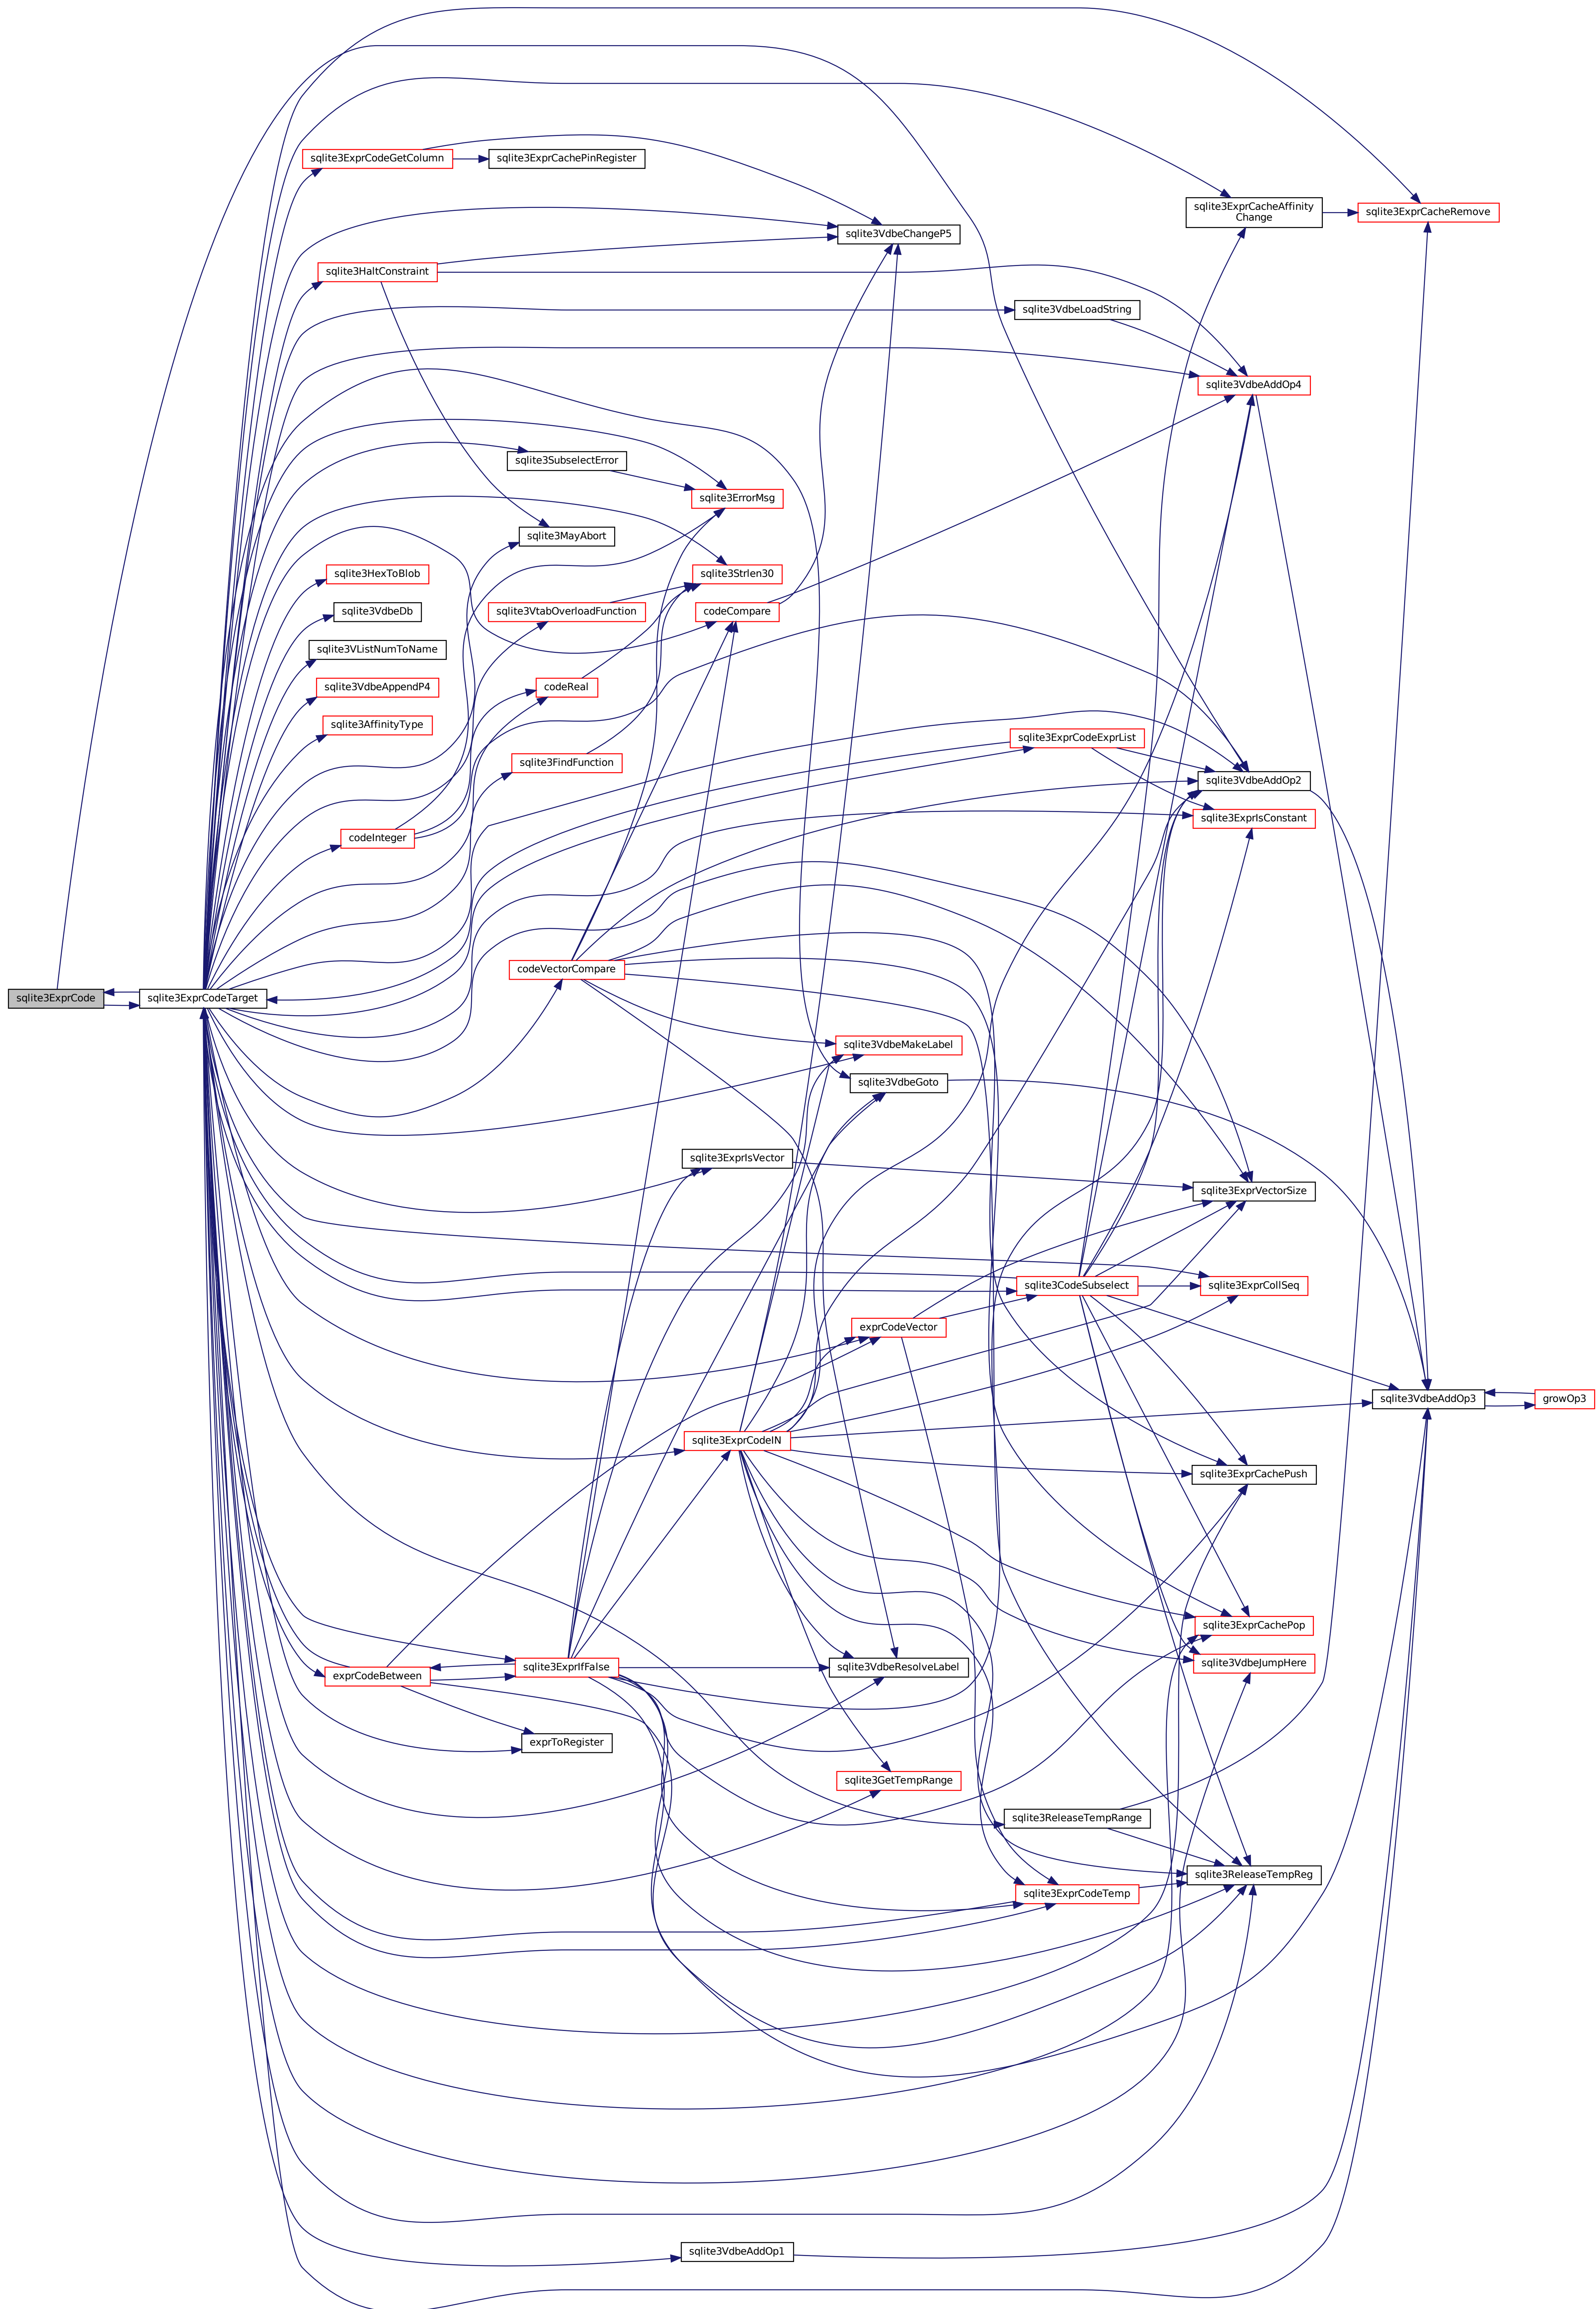 sqlite3ExprCodeGetColumn
sqlite3ExprCachePinRegister
sqlite3ExprCacheAffinity
Change
sqlite3ExprCacheRemove
sqlite3VdbeChangeP5
sqlite3HaltConstraint
sqlite3VdbeLoadString
sqlite3VdbeAddOp4
sqlite3SubselectError
sqlite3ErrorMsg
sqlite3MayAbort
sqlite3HexToBlob
sqlite3Strlen30
sqlite3VdbeDb
sqlite3VtabOverloadFunction
codeCompare
sqlite3VListNumToName
sqlite3VdbeAppendP4
codeReal
sqlite3AffinityType
sqlite3ExprCodeExprList
sqlite3FindFunction
sqlite3VdbeAddOp2
sqlite3ExprIsConstant
codeInteger
codeVectorCompare
sqlite3ExprCode
sqlite3ExprCodeTarget
sqlite3VdbeMakeLabel
sqlite3VdbeGoto
sqlite3ExprIsVector
sqlite3ExprVectorSize
sqlite3CodeSubselect
sqlite3ExprCollSeq
exprCodeVector
sqlite3VdbeAddOp3
growOp3
sqlite3ExprCodeIN
sqlite3ExprCachePush
sqlite3ExprCachePop
sqlite3VdbeJumpHere
sqlite3ExprIfFalse
sqlite3VdbeResolveLabel
exprCodeBetween
exprToRegister
sqlite3GetTempRange
sqlite3ReleaseTempRange
sqlite3ReleaseTempReg
sqlite3ExprCodeTemp
sqlite3VdbeAddOp1